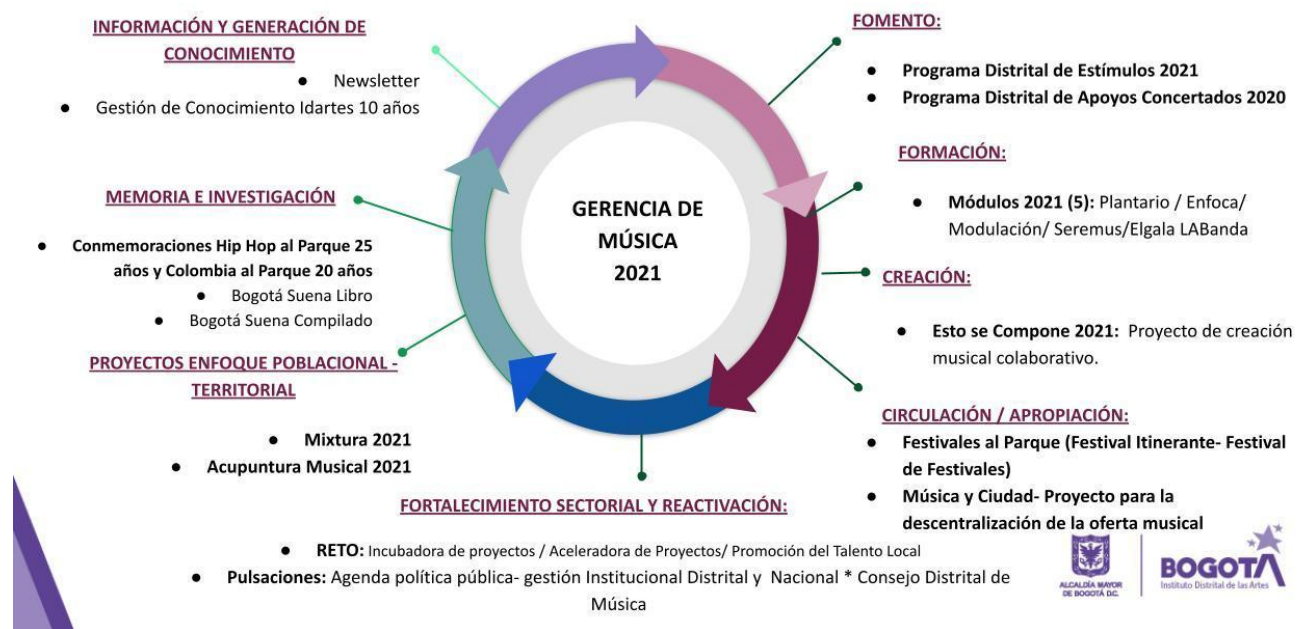 INFORMACIÓN Y GENERACIÓN DE
CONOCIMIENTO
● Newsletter
● Gestión de Conocimiento Idartes 10 años
MEMORIA E INVESTIGACIÓN
● Conmemoraciones Hip Hop al Parque 25
años y Colombia al Parque 20 años
● Bogotá Suena Libro
● Bogotá Suena Compilado
PROYECTOS ENFOQUE POBLACIONAL -
TERRITORIAL
● Mixtura 2021
● Acupuntura Musical 2021
GERENCIA DE
MÚSICA
2021
FOMENTO:
● Programa Distrital de Estímulos 2021
● Programa Distrital de Apoyos Concertados 2020
FORMACIÓN:
● Módulos 2021 (5): Plantario / Enfoca/
Modulación/ Seremus/Elgala LABanda
CREACIÓN:
● Esto se Compone 2021: Proyecto de creación
musical colaborativo.
CIRCULACIÓN / APROPIACIÓN:
● Festivales al Parque (Festival Itinerante- Festival
de Festivales)
● Música y Ciudad- Proyecto para la
descentralización de la oferta musical
FORTALECIMIENTO SECTORIAL Y REACTIVACIÓN:
● RETO: Incubadora de proyectos / Aceleradora de Proyectos/ Promoción del Talento Local
● Pulsaciones: Agenda política pública- gestión Institucional Distrital y Nacional * Consejo Distrital de
Música
ALCALDÍA MAYOR
DE BOGOTÁ D.C.
BOGOTÁ
Instituto Distrital de las Artes